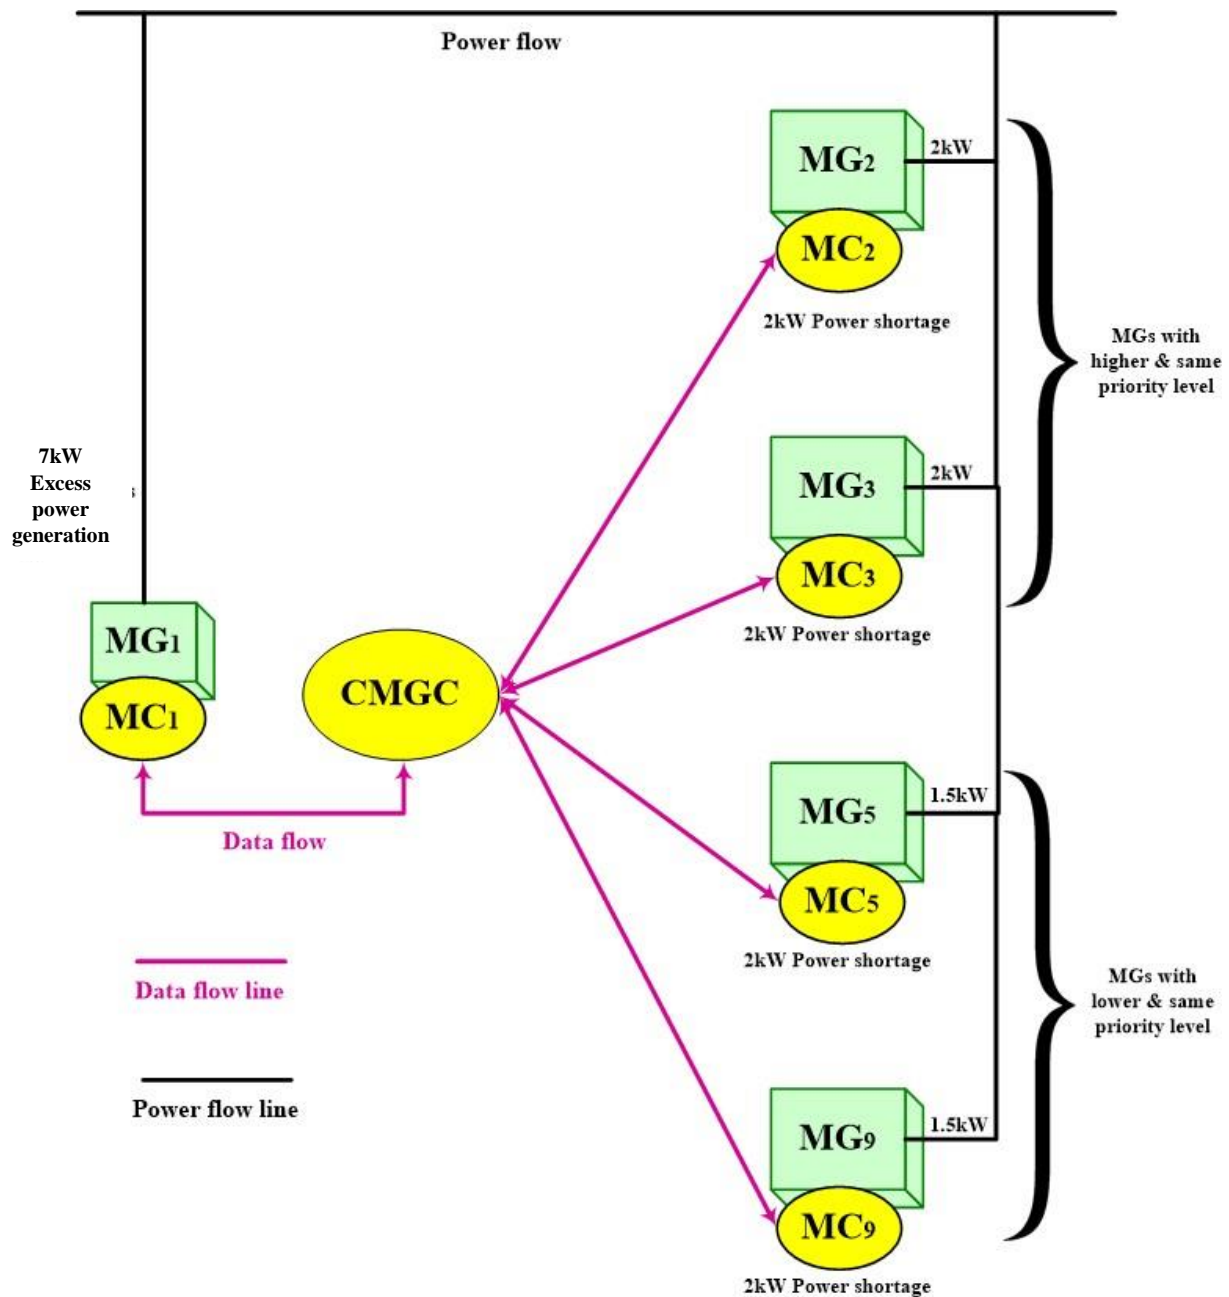 Power flow
MG2
2kW
MC2
2kW Power shortage
MGs with
higher & same
priority level
MG3
2kW
MC3
2kW Power shortage
7kW
Excess
power
generation
s
MG1
MC1
CMGC
Data flow
MG5
1.5kW
MC5
2kW Power shortage
MGs with
lower & same
priority level
Data flow line
Power flow line
MG9
1.5kW
MC9
2kW Power shortage